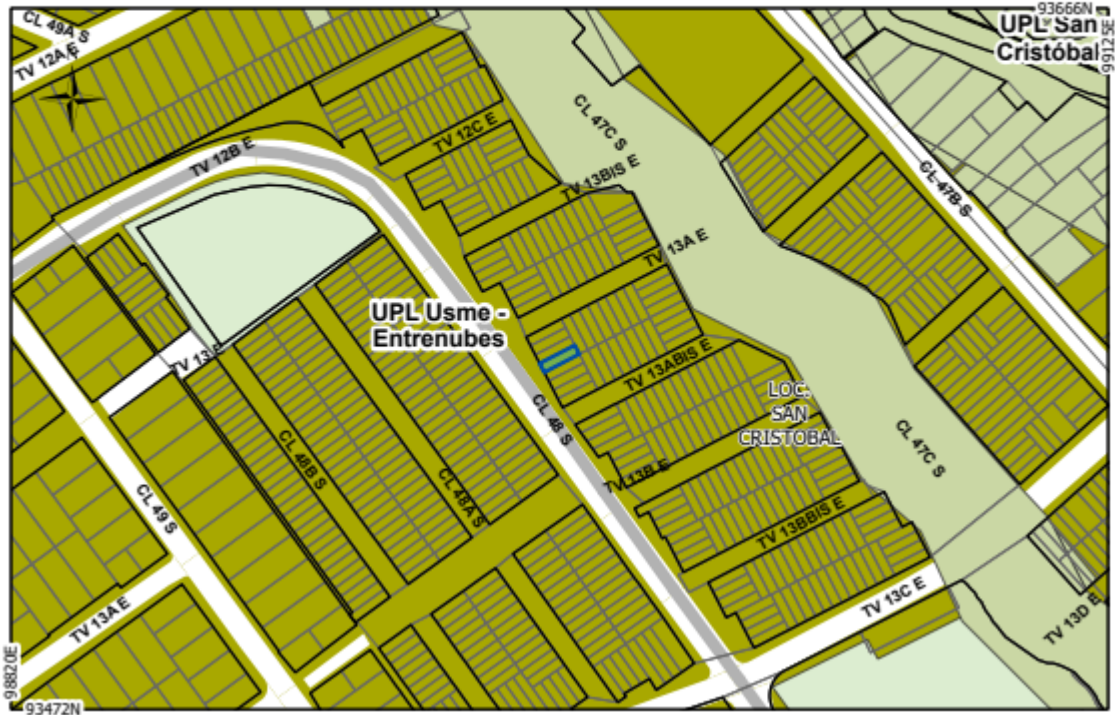 93666N
CL 49A S
UPL San
Cristóbal
99125E
TV 12A E
CL 47C S
TV 12C E
TV 12B E
TV 13BIS E
CL 47B S
TV 13A E
UPL Usme -
Entrenubes
TV 13 E
TV 13ABIS E
LOC.
SAN
CRISTOBAL
CL 48 S
CL 47C S
CL 48B S
TV 13B E
CL 48A S
CL 49 S
TV 13BBIS E
TV 13C E
TV 13A E
TV 13D E
98820E
93472N